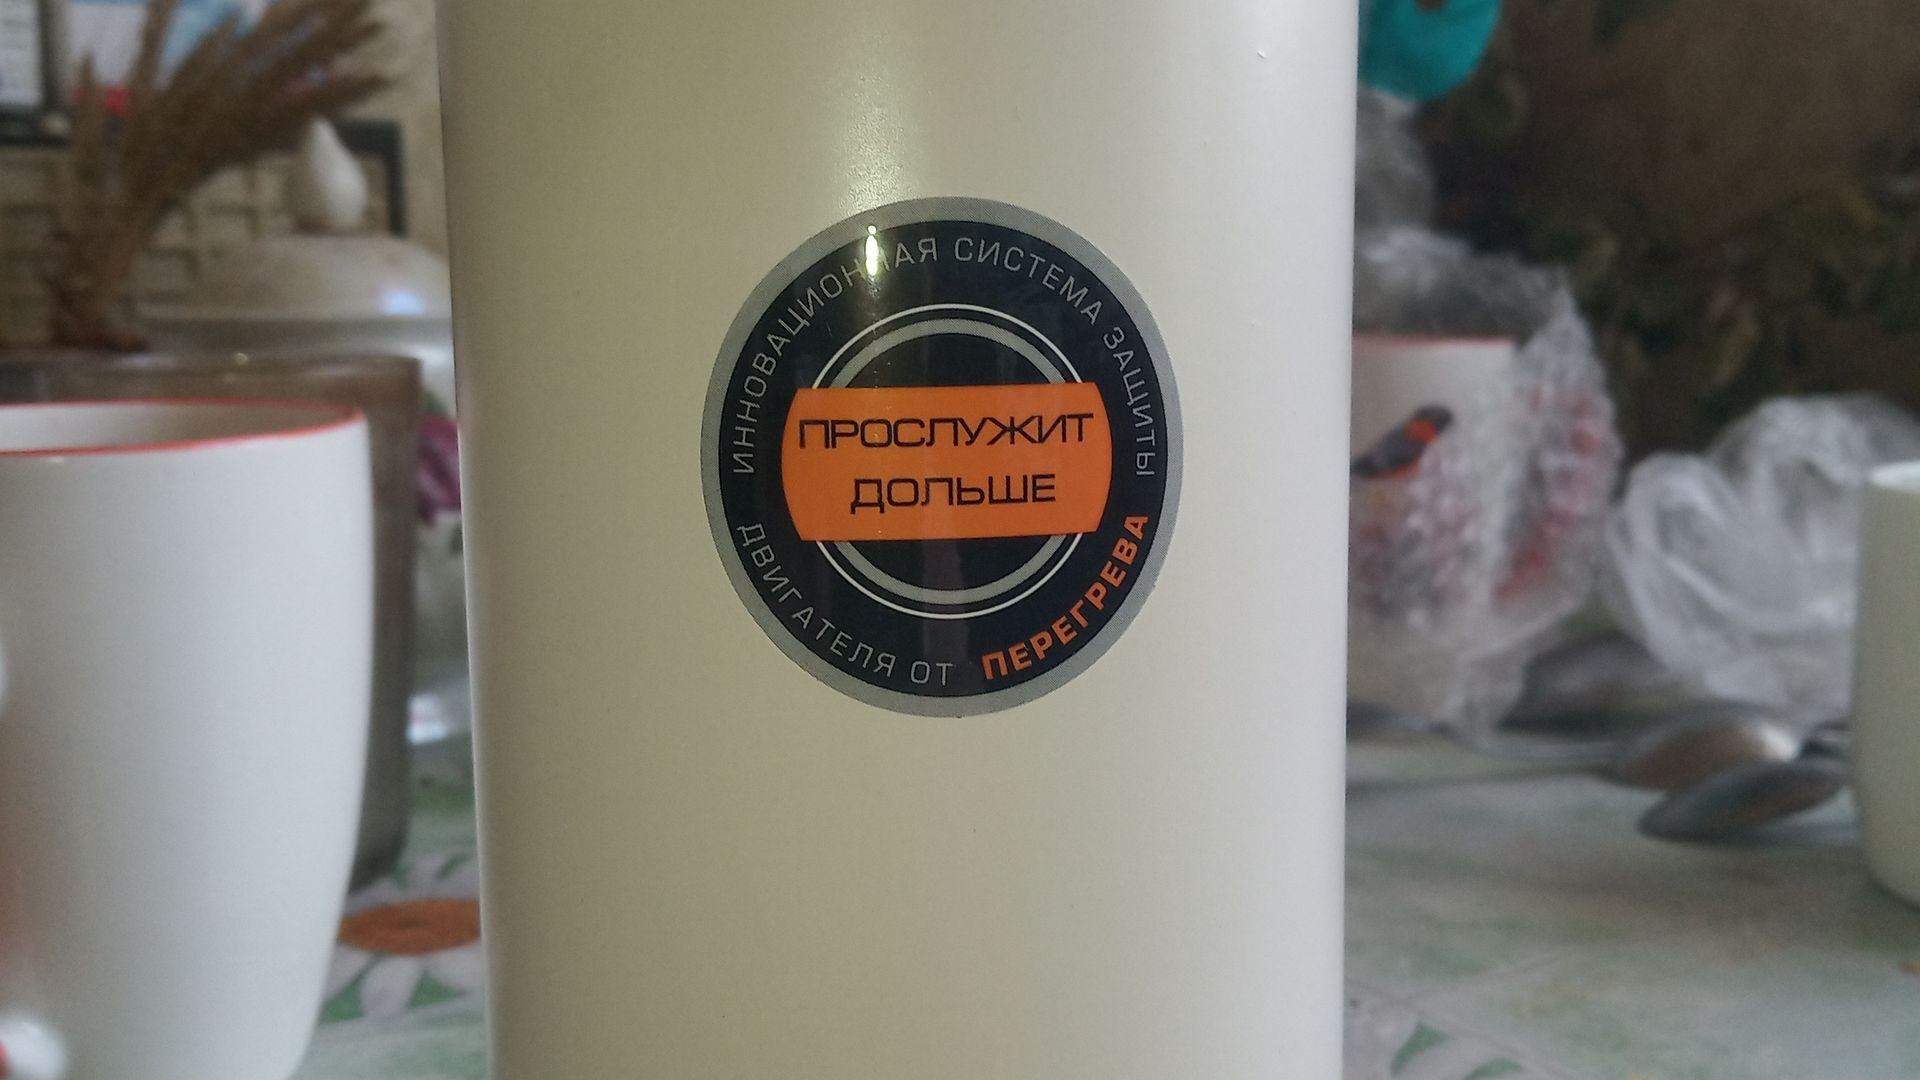 ИННОВАЦИОННАЯ СИСТЕМА ЗАЩИТЫ
ПРОСЛУЖИТ
ДОЛЬШЕ
ДВИГАТЕЛЯ ОТ ПЕРЕГРЕВА